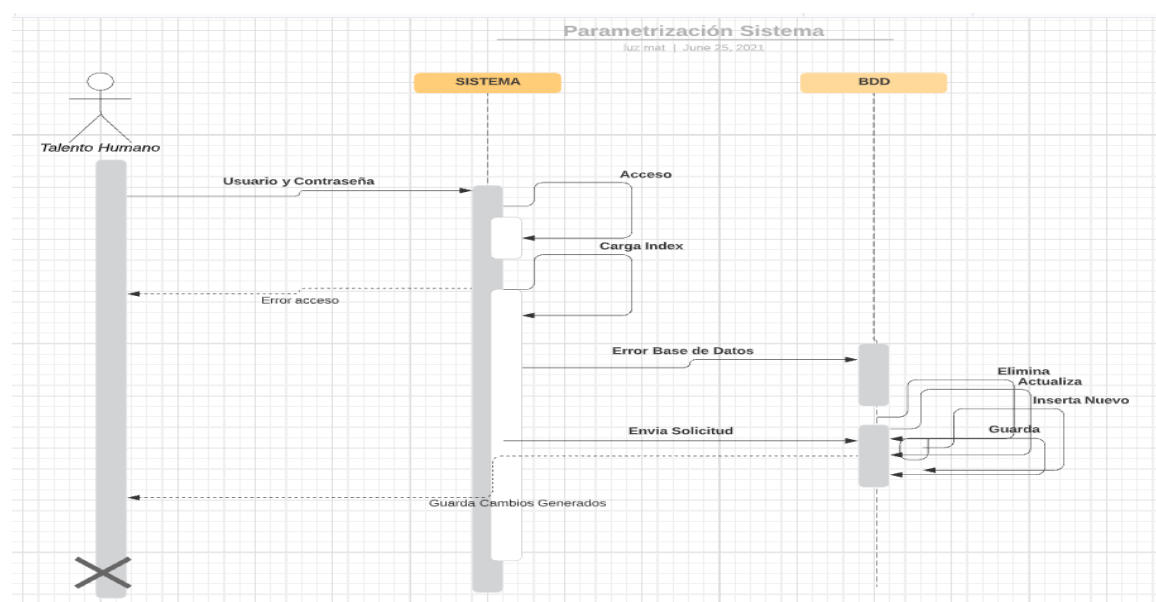 Parametrización Sistema
luz mat | June 25, 2021
SISTEMA
BDD
Talento Humano
Usuario y Contraseña
Acceso
Carga Index
Error acceso
Error Base de Datos
Elimina
Actualiza
Inserta Nuevo
Guarda
Envia Solicitud
Guarda Cambios Generados